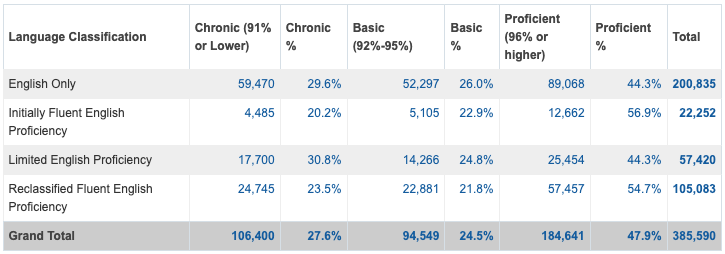 Language Classification Chronic (91% or Lower) Chronic % Basic (92%-95%) Basic % Proficient (96% or higher) Proficient % Total
English Only 59,470 29.6% 52,297 26.0% 89,068 44.3% 200,835
Initially Fluent English Proficiency 4,485 20.2% 5,105 22.9% 12,662 56.9% 22,252
Limited English Proficiency 17,700 30.8% 14,266 24.8% 25,454 44.3% 57,420
Reclassified Fluent English Proficiency 24,745 23.5% 22,881 21.8% 57,457 54.7% 105,083
Grand Total 106,400 27.6% 94,549 24.5% 184,641 47.9% 385,590